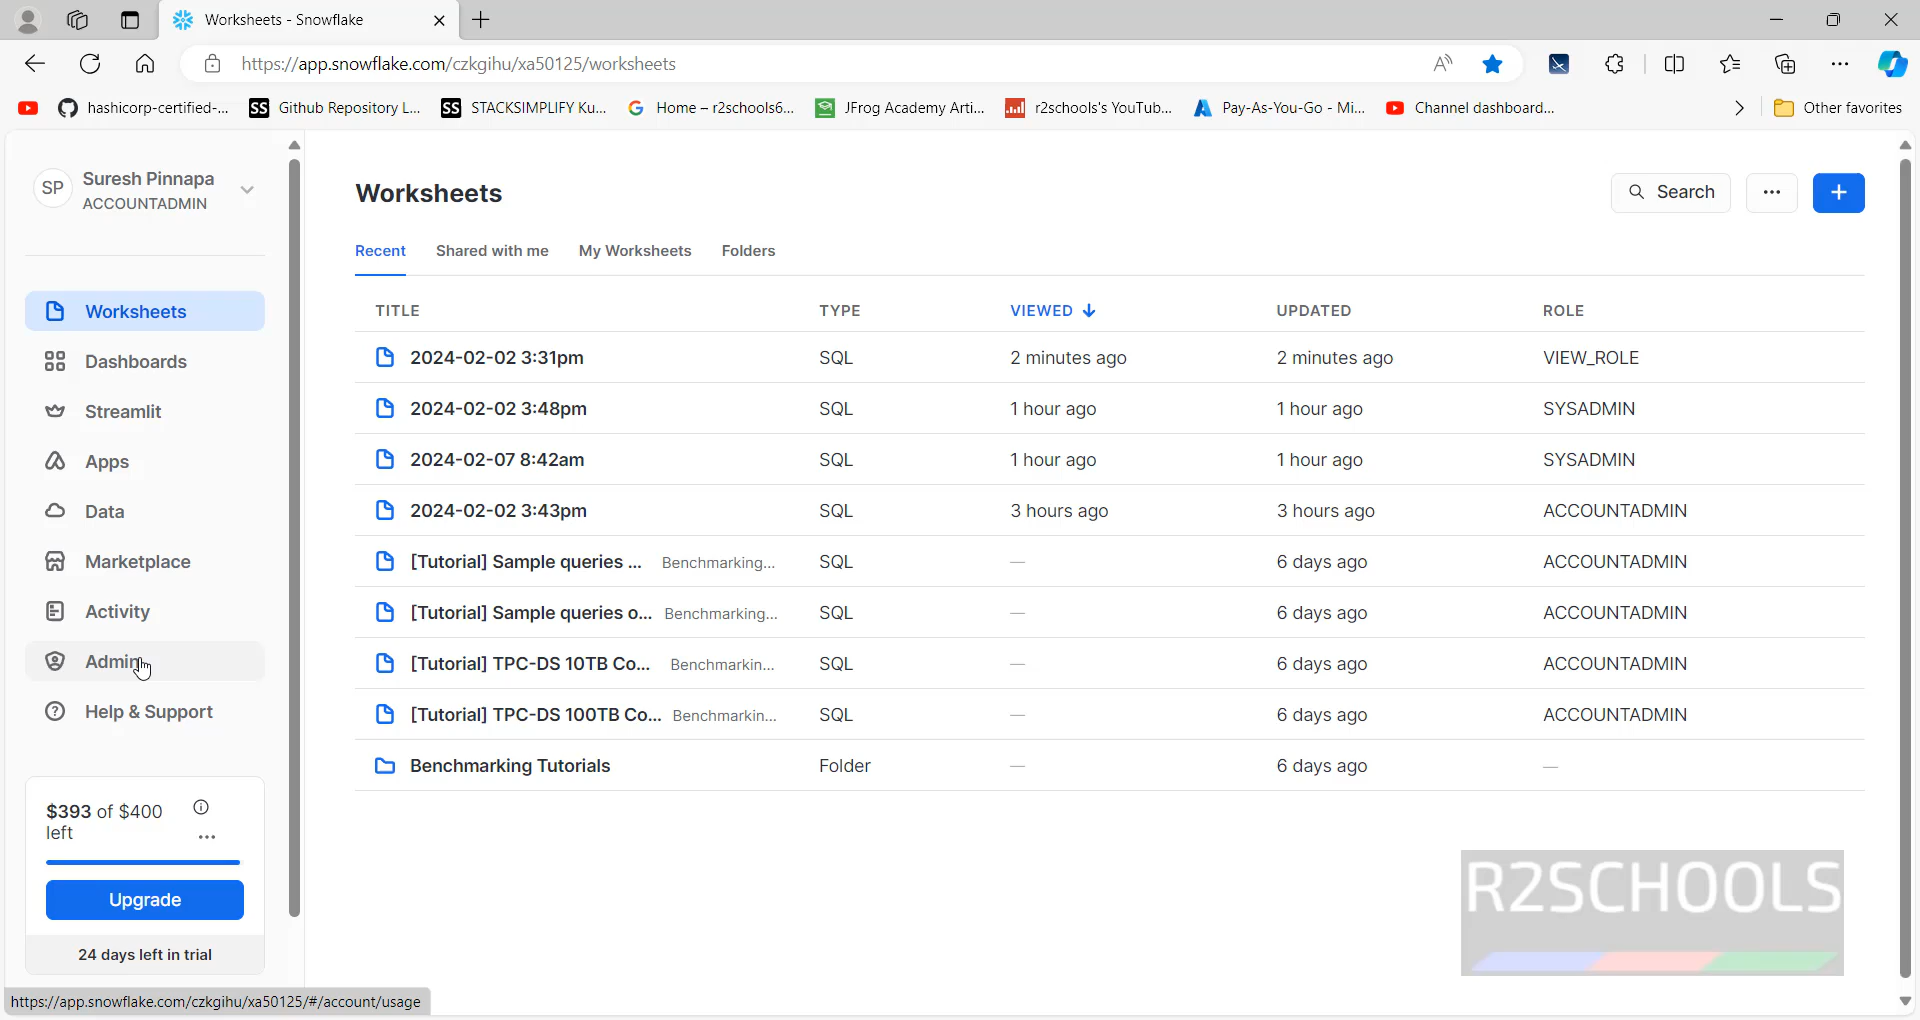 Worksheets - Snowflake
https://app.snowflake.com/czkgihu/xa50125/worksheets
hashicorp-certified-...
SS Github Repository L...
SS STACKSIMPLIFY Ku...
Home – r2schools6...
JFrog Academy Arti...
r2schools's YouTub...
Pay-As-You-Go - Mi...
Channel dashboard...
Other favorites
SP Suresh Pinnapa
ACCOUNTADMIN
Worksheets
Dashboards
Streamlit
Apps
Data
Marketplace
Activity
Admin
Help & Support
$393 of $400
left
Upgrade
24 days left in trial
https://app.snowflake.com/czkgihu/xa50125/#/account/usage
Worksheets
Search
Recent Shared with me My Worksheets Folders
TITLE TYPE VIEWED UPDATED ROLE
2024-02-02 3:31pm SQL 2 minutes ago 2 minutes ago VIEW_ROLE
2024-02-02 3:48pm SQL 1 hour ago 1 hour ago SYSADMIN
2024-02-07 8:42am SQL 1 hour ago 1 hour ago SYSADMIN
2024-02-02 3:43pm SQL 3 hours ago 3 hours ago ACCOUNTADMIN
[Tutorial] Sample queries ... Benchmarking... SQL — 6 days ago ACCOUNTADMIN
[Tutorial] Sample queries o... Benchmarking... SQL — 6 days ago ACCOUNTADMIN
[Tutorial] TPC-DS 10TB Co... Benchmarkin... SQL — 6 days ago ACCOUNTADMIN
[Tutorial] TPC-DS 100TB Co... Benchmarkin... SQL — 6 days ago ACCOUNTADMIN
Benchmarking Tutorials Folder — 6 days ago —
R2SCHOOLS